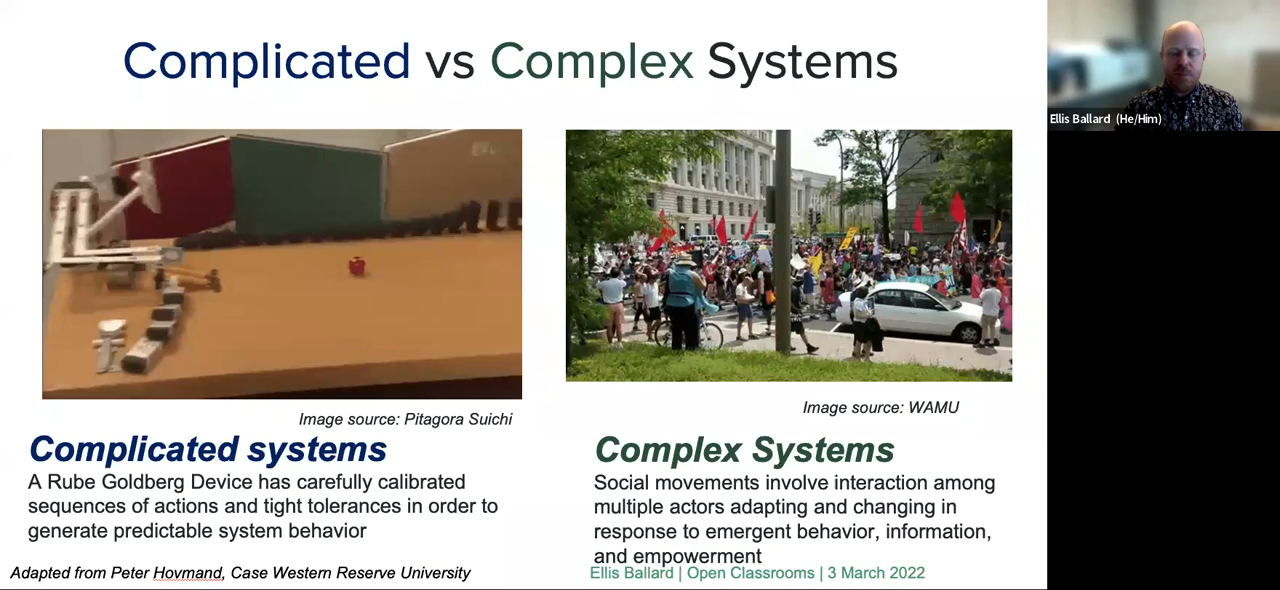 Complicated vs Complex Systems
Ellis Ballard (He/Him)
Image source: Pitagora Suichi
Complicated systems
A Rube Goldberg Device has carefully calibrated
sequences of actions and tight tolerances in order to
generate predictable system behavior
Adapted from Peter Hovmand, Case Western Reserve University
Image source: WAMU
Complex Systems
Social movements involve interaction among
multiple actors adapting and changing in
response to emergent behavior, information,
and empowerment
Ellis Ballard | Open Classrooms | 3 March 2022